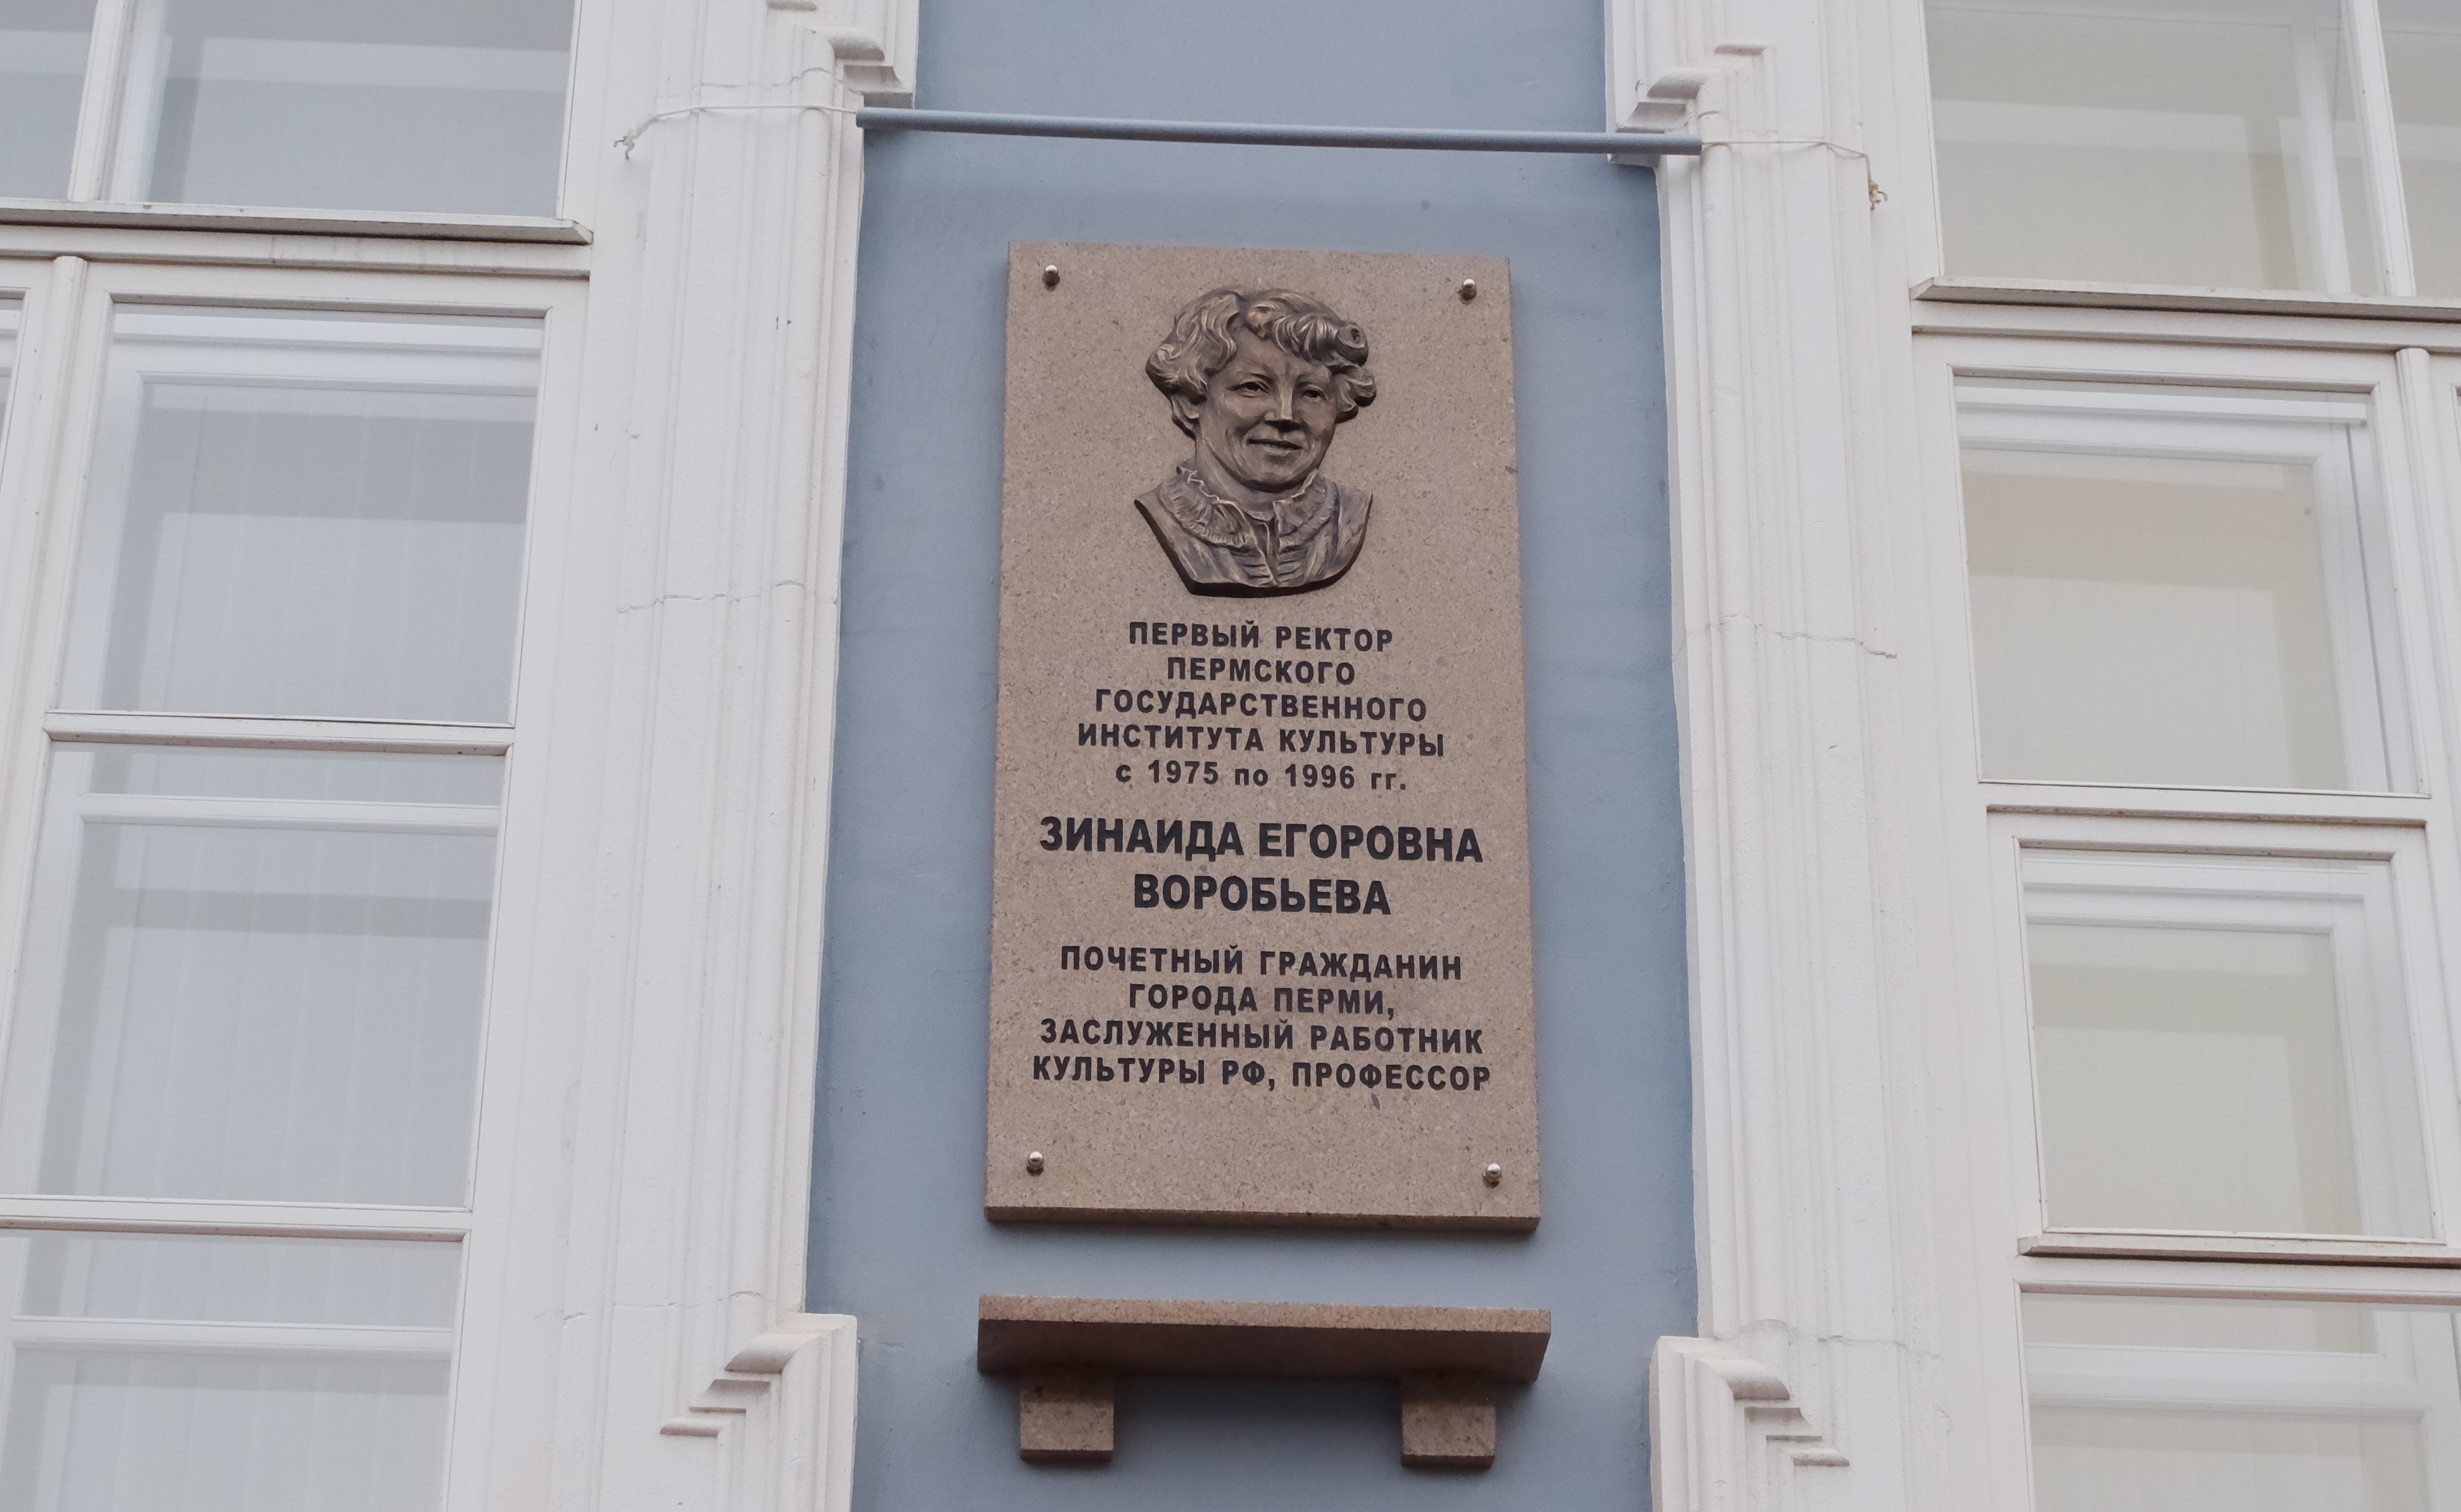 ПЕРВЫЙ РЕКТОР
ПЕРМСКОГО
ГОСУДАРСТВЕННОГО
ИНСТИТУТА КУЛЬТУРЫ
с 1975 по 1996 гг.
ЗИНАИДА ЕГОРОВНА
ВОРОБЬЕВА
ПОЧЕТНЫЙ ГРАЖДАНИН
ГОРОДА ПЕРМИ,
ЗАСЛУЖЕННЫЙ РАБОТНИК
КУЛЬТУРЫ РФ, ПРОФЕССОР